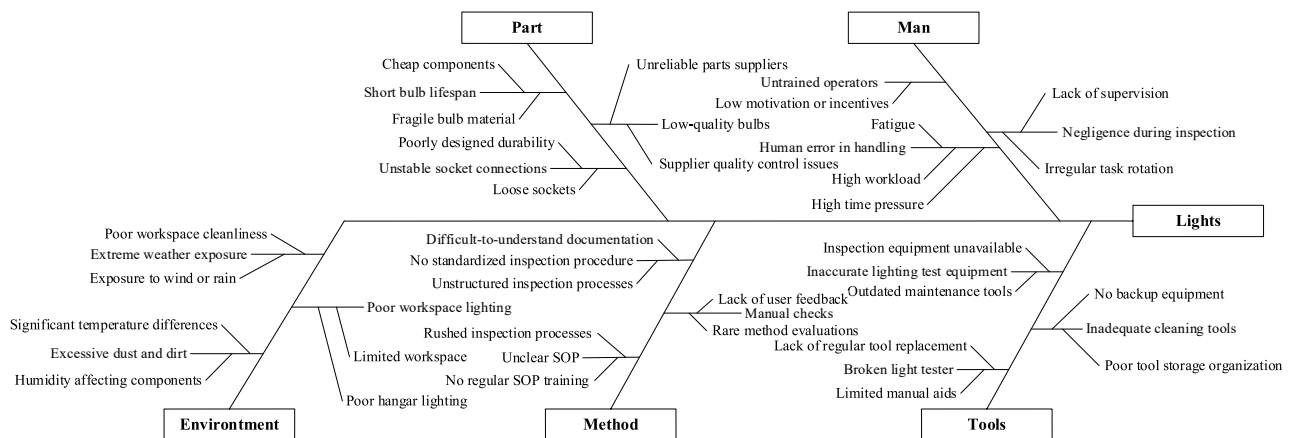 Part
Man
Cheap components
Short bulb lifespan
Fragile bulb material
Poorly designed durability
Unstable socket connections
Loose sockets
Unreliable parts suppliers
Low-quality bulbs
Supplier quality control issues
Untrained operators
Low motivation or incentives
Fatigue
Human error in handling
High workload
High time pressure
Lack of supervision
Negligence during inspection
Irregular task rotation
Lights
Poor workspace cleanliness
Extreme weather exposure
Exposure to wind or rain
Significant temperature differences
Excessive dust and dirt
Humidity affecting components
Poor workspace lighting
Limited workspace
Poor hangar lighting
Difficult-to-understand documentation
No standardized inspection procedure
Unstructured inspection processes
Rushed inspection processes
Unclear SOP
No regular SOP training
Lack of user feedback
Manual checks
Rare method evaluations
Inspection equipment unavailable
Inaccurate lighting test equipment
Outdated maintenance tools
Lack of regular tool replacement
Broken light tester
Limited manual aids
No backup equipment
Inadequate cleaning tools
Poor tool storage organization
Environtment
Method
Tools